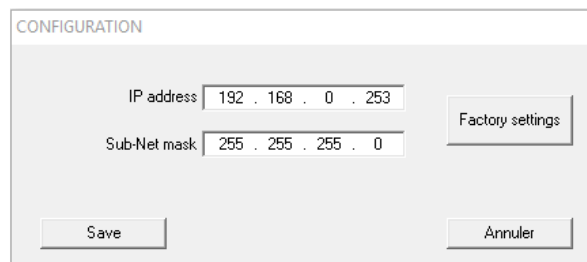 CONFIGURATION
IP address 192 . 168 . 0 . 253
Factory settings
Sub-Net mask 255 . 255 . 255 . 0
Save Annuler